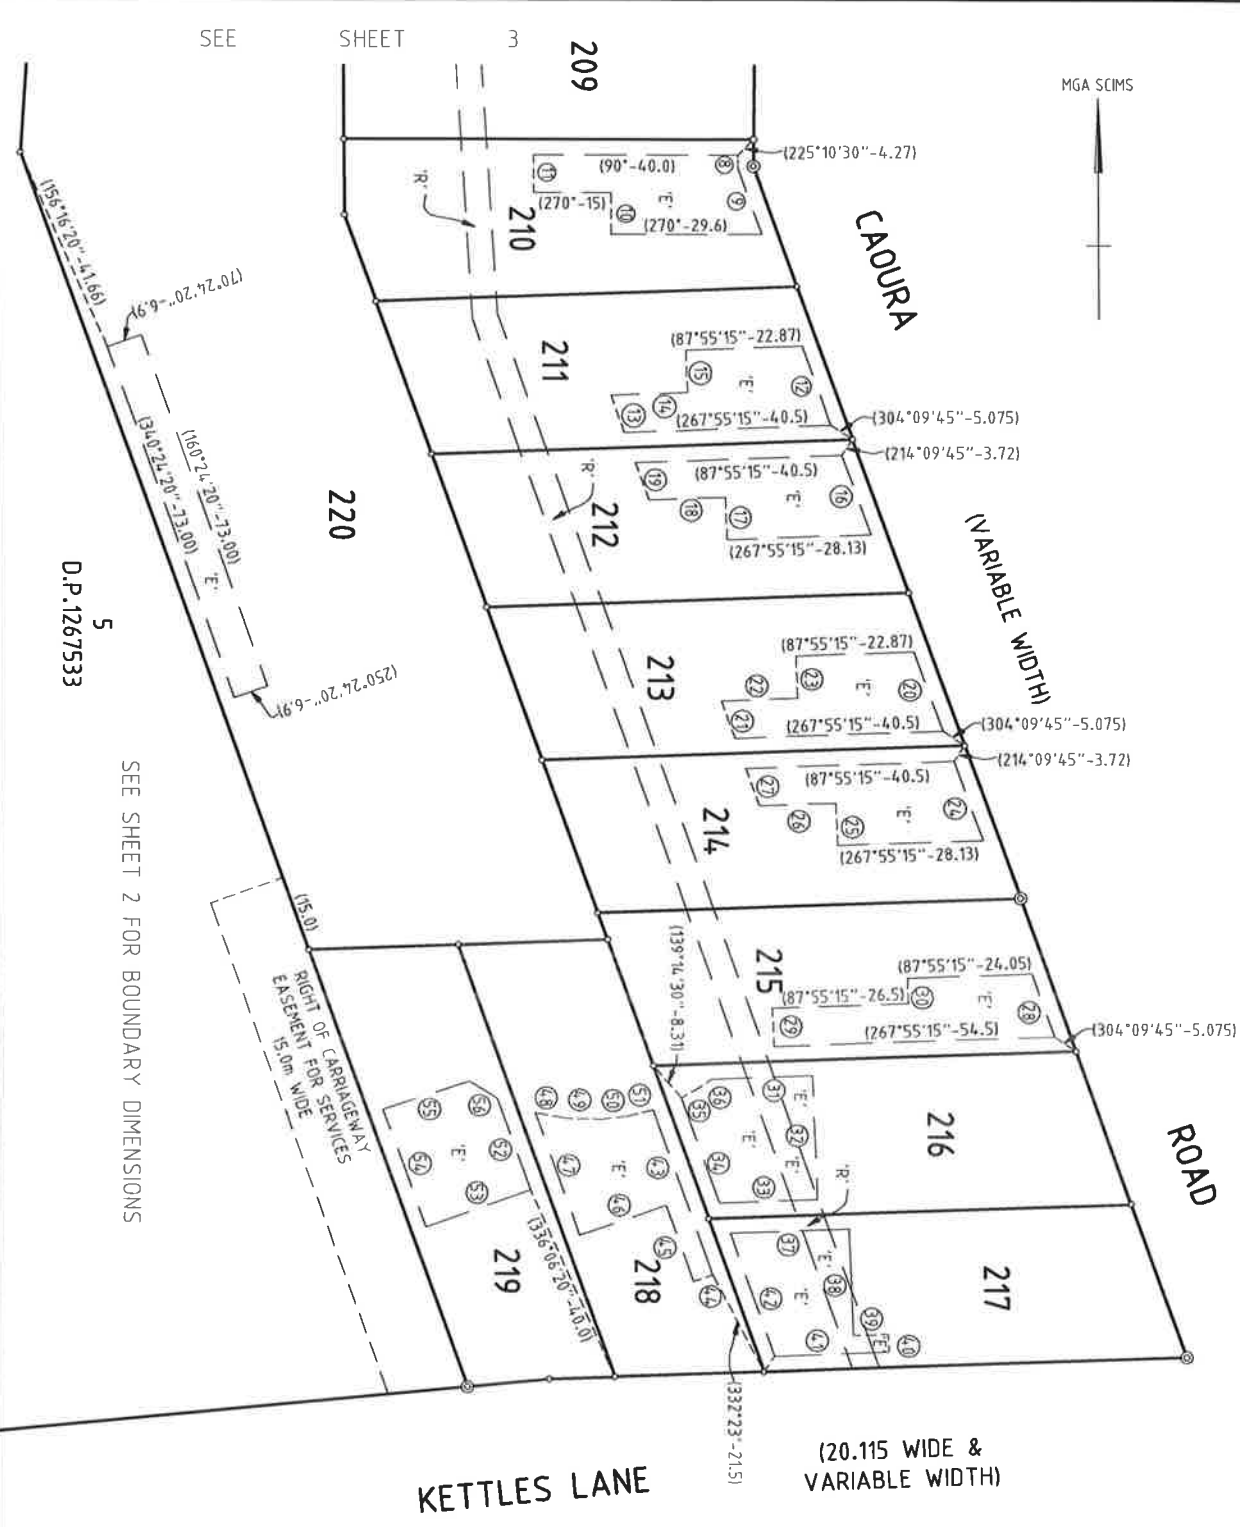 SEE SHEET 3
MGA SCIMS
209
(225°10'30"-4.27)
8
(90°-40.0)
11
'E'
9
'R'
(270°-15)
10
(270°-29.6)
210
CAOURA
(156°16'20"-41.66)
(70°24'20"-6.9)
(87°55'15"-22.87)
211
15
'E'
12
14
13
(267°55'15"-40.5)
(304°09'45"-5.075)
(214°09'45"-3.72)
(340°24'20"-73.00)
(160°24'20"-73.00)
'E'
220
'R'
19
(87°55'15"-40.5)
'E'
16
212
18
17
(267°55'15"-28.13)
(VARIABLE WIDTH)
5
D.P.1267533
(250°24'20"-6.9)
(87°55'15"-22.87)
213
22
23
'E'
20
21
(267°55'15"-40.5)
(304°09'45"-5.075)
(214°09'45"-3.72)
27
(87°55'15"-40.5)
'E'
24
214
26
25
(267°55'15"-28.13)
SEE SHEET 2 FOR BOUNDARY DIMENSIONS
(15.0)
RIGHT OF CARRIAGEWAY
EASEMENT FOR SERVICES
15.0m WIDE
(139°14'30"-8.31)
215
(87°55'15"-24.05)
(87°55'15"-26.5)
30
'E'
28
29
(267°55'15"-54.5)
(304°09'45"-5.075)
48
49
50
51
35
36
31
'E'
32
216
ROAD
55
56
'E'
52
54
53
47
'E'
43
34
'E'
'E'
33
'R'
46
219
(336°06'20"-40.0)
45
218
44
37
'E'
38
217
42
'E'
39
'E'
40
41
(332°23'-21.5)
(20.115 WIDE &
VARIABLE WIDTH)
KETTLES LANE